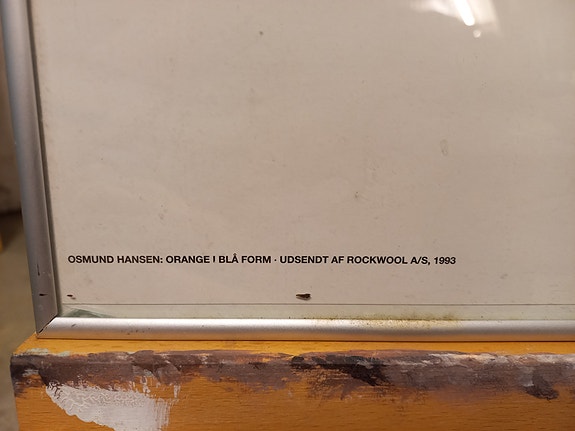 OSMUND HANSEN: ORANGE I BLÅ FORM · UDSENDT AF ROCKWOOL A/S, 1993